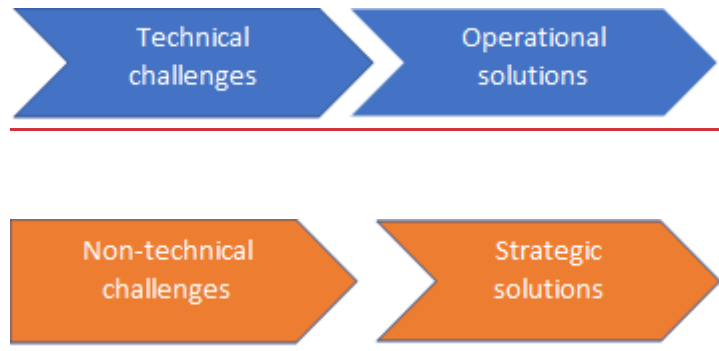 Technical
challenges
Operational
solutions
Non-technical
challenges
Strategic
solutions